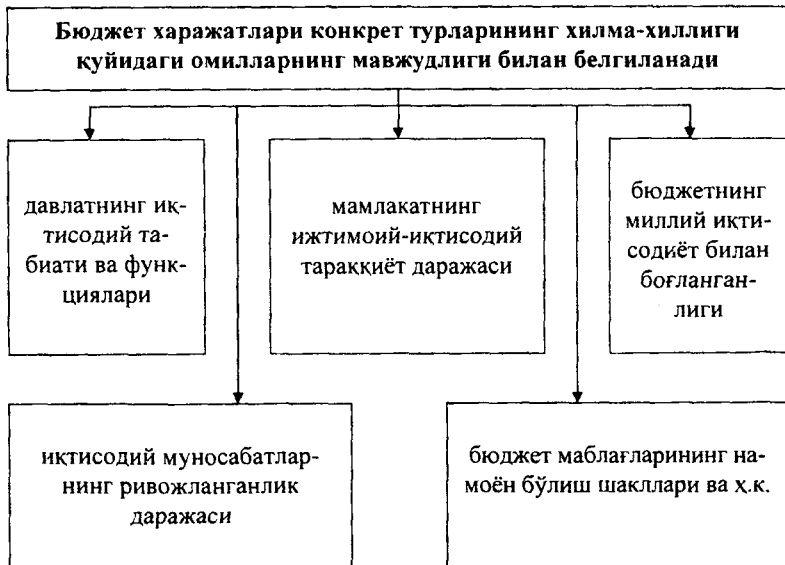 Бюджет харажатлари конкрет турларининг хилма-хиллиги
қуйидаги омилларнинг мавжудлиги билан белгиланади
давлатнинг иқ-
тисодий та-
биати ва функ-
циялари
мамлакатнинг
ижтимоий-иқтисодий
тараққиёт даражаси
бюджетнинг
миллий иқти-
содиёт билан
боғланган-
лиги
иқтисодий муносабатлар-
нинг ривожланганлик
даражаси
бюджет маблағларининг на-
моён бўлиш шакллари ва ҳ.к.